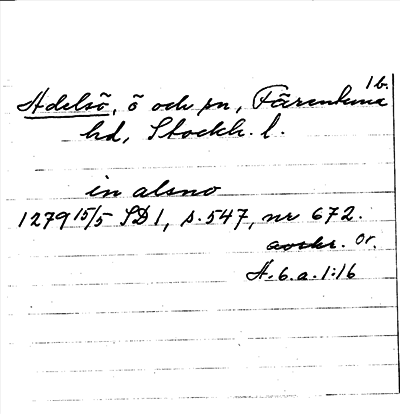 16.
Adelsö, ö och sn, Färentuna
hd, Stockh. l.
in alsno
1279 15/5 SD 1, s. 547, nr 672.
avskr. Or.
H. 6. a. 1:16